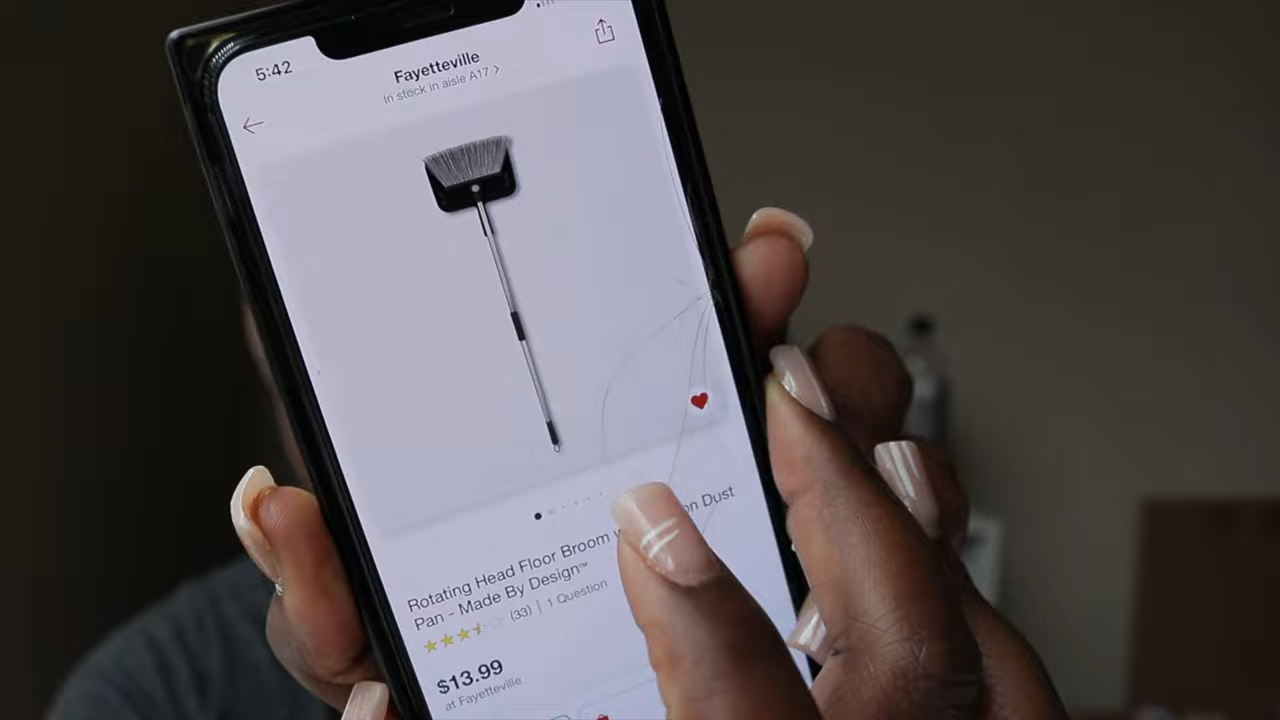 5:42
Fayetteville
In stock in aisle A17 >
Rotating Head Floor Broom on Dust
Pan - Made By Design™
(33) | 1 Question
$13.99
at Fayetteville